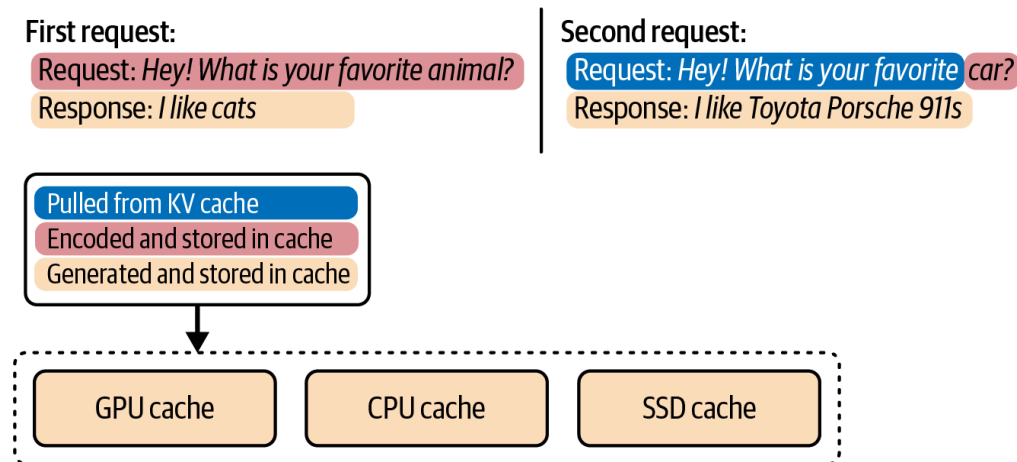 First request:
Request: Hey! What is your favorite animal?
Response: I like cats
Second request:
Request: Hey! What is your favorite car?
Response: I like Toyota Porsche 911s
Pulled from KV cache
Encoded and stored in cache
Generated and stored in cache
GPU cache
CPU cache
SSD cache